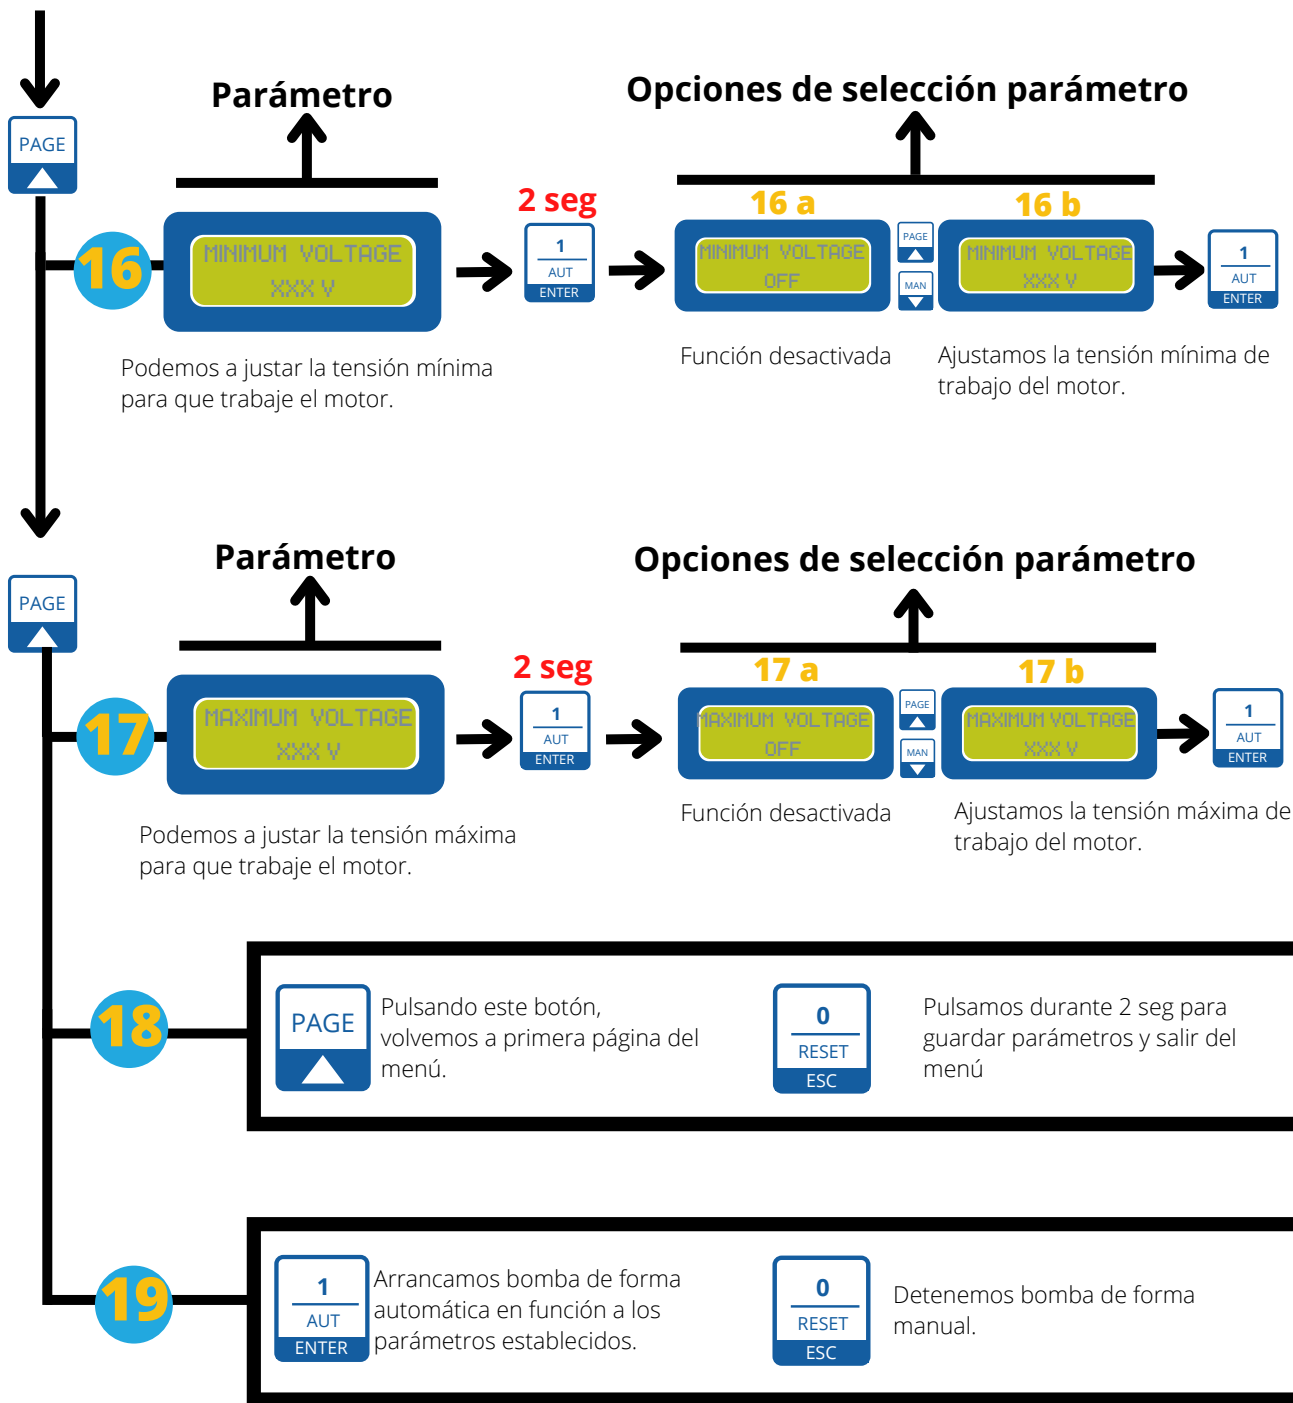 Parámetro
Opciones de selección parámetro
PAGE
2 seg
16 a
16 b
16
MINIMUM VOLTAGE
XXX V
1
AUT
ENTER
MINIMUM VOLTAGE
OFF
PAGE
MAN
MINIMUM VOLTAGE
XXX V
1
AUT
ENTER
Podemos a justar la tensión mínima
para que trabaje el motor.
Función desactivada
Ajustamos la tensión mínima de
trabajo del motor.
Parámetro
Opciones de selección parámetro
PAGE
2 seg
17 a
17 b
17
MAXIMUM VOLTAGE
XXX V
1
AUT
ENTER
MAXIMUM VOLTAGE
OFF
PAGE
MAN
MAXIMUM VOLTAGE
XXX V
1
AUT
ENTER
Podemos a justar la tensión máxima
para que trabaje el motor.
Función desactivada
Ajustamos la tensión máxima de
trabajo del motor.
18
PAGE
Pulsando este botón,
volvemos a primera página del
menú.
0
RESET
ESC
Pulsamos durante 2 seg para
guardar parámetros y salir del
menú
19
1
AUT
ENTER
Arrancamos bomba de forma
automática en función a los
parámetros establecidos.
0
RESET
ESC
Detenemos bomba de forma
manual.